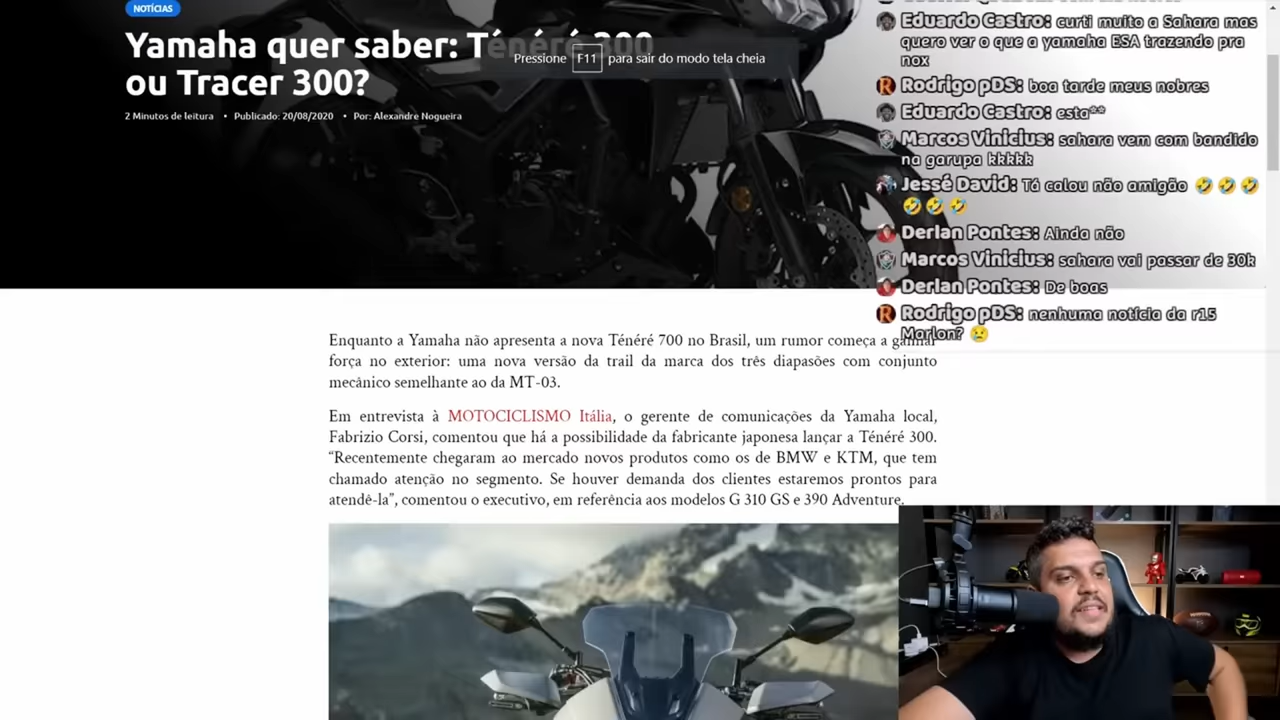 NOTÍCIAS
Yamaha quer saber: Ténéré 300
ou Tracer 300?
Pressione F11 para sair do modo tela cheia
2 Minutos de leitura • Publicado: 20/08/2020 • Por: Alexandre Nogueira
Eduardo Castro: curti muito a Sahara mas
quero ver o que a yamaha ESA trazendo pra
nox
Rodrigo pDS: boa tarde meus nobres
Eduardo Castro: esta**
Marcos Vinicius: sahara vem com bandido
na garupa kkkkk
Jessé David: Tá calou não amigão 🤣 🤣 🤣
🤣 🤣 🤣
Derlan Pontes: Ainda não
Marcos Vinicius: sahara vai passar de 30k
Derlan Pontes: De boas
Rodrigo pDS: nenhuma notícia da r15
Marlon? 😢
Enquanto a Yamaha não apresenta a nova Ténéré 700 no Brasil, um rumor começa a ganhar
força no exterior: uma nova versão da trail da marca dos três diapasões com conjunto
mecânico semelhante ao da MT-03.
Em entrevista à MOTOCICLISMO Itália, o gerente de comunicações da Yamaha local,
Fabrizio Corsi, comentou que há a possibilidade da fabricante japonesa lançar a Ténéré 300.
“Recentemente chegaram ao mercado novos produtos como os de BMW e KTM, que tem
chamado atenção no segmento. Se houver demanda dos clientes estaremos prontos para
atendê-la”, comentou o executivo, em referência aos modelos G 310 GS e 390 Adventure.